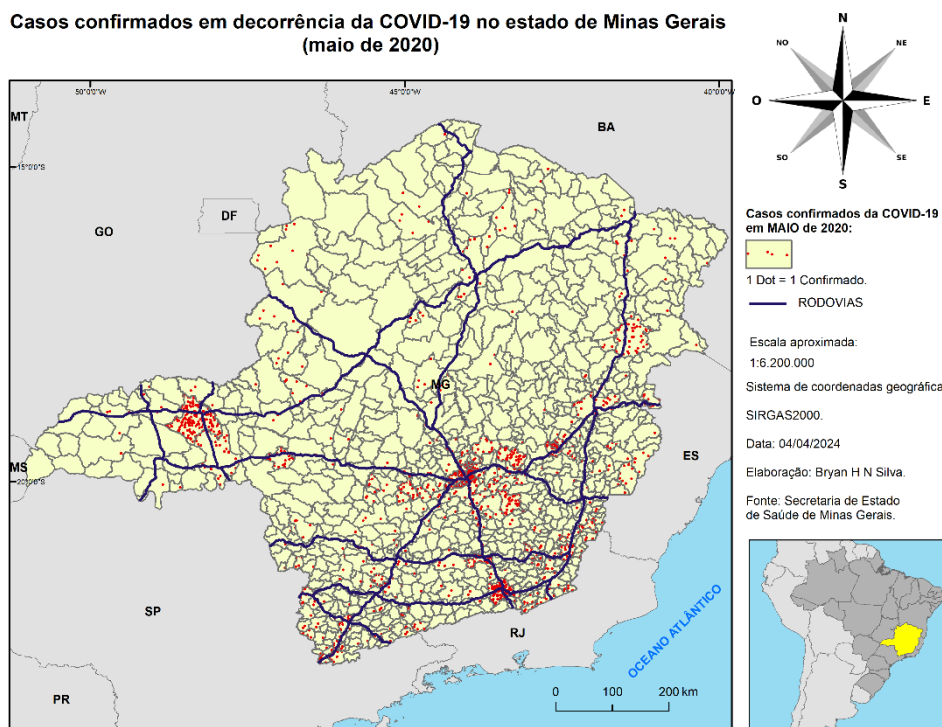 Casos confirmados em decorrência da COVID-19 no estado de Minas Gerais
(maio de 2020)
N
NO
NE
O
E
SO
SE
S
50°0'0"W
45°0'0"W
40°0'0"W
MT
BA
15°0'0"S
DF
GO
MG
MS
20°0'0"S
ES
SP
RJ
PR
OCEANO ATLÂNTICO
0 100 200 km
Casos confirmados da COVID-19
em MAIO de 2020:
1 Dot = 1 Confirmado.
RODOVIAS
Escala aproximada:
1:6.200.000
Sistema de coordenadas geográfica
SIRGAS2000.
Data: 04/04/2024
Elaboração: Bryan H N Silva.
Fonte: Secretaria de Estado
de Saúde de Minas Gerais.